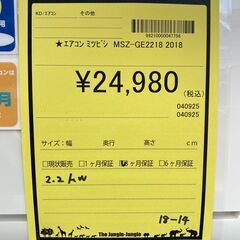 KD/エアコン その他
98210000047756
★エアコン ミツビシ MSZ-GE2218 2018
¥24,980
(税込)
040925
040925
サイズ：幅 奥行 高さ cm
□現状販売 □1ヶ月保証 ☑3ヶ月保証 □6ヶ月保証
2.2kw
18-14
The Jungle-Jungle
月